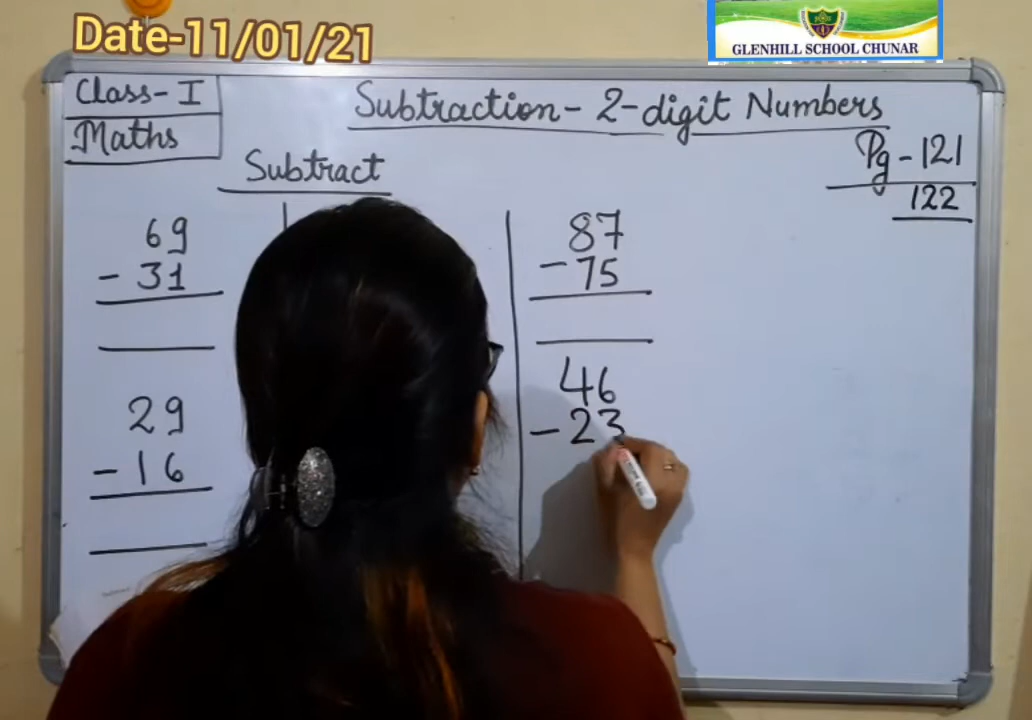 Date-11/01/21
GLENHILL SCHOOL CHUNAR
Class- I
Maths
Subtraction - 2-digit Numbers
Pg - 121
122
Subtract
69
- 31
29
- 16
87
- 75
46
- 23